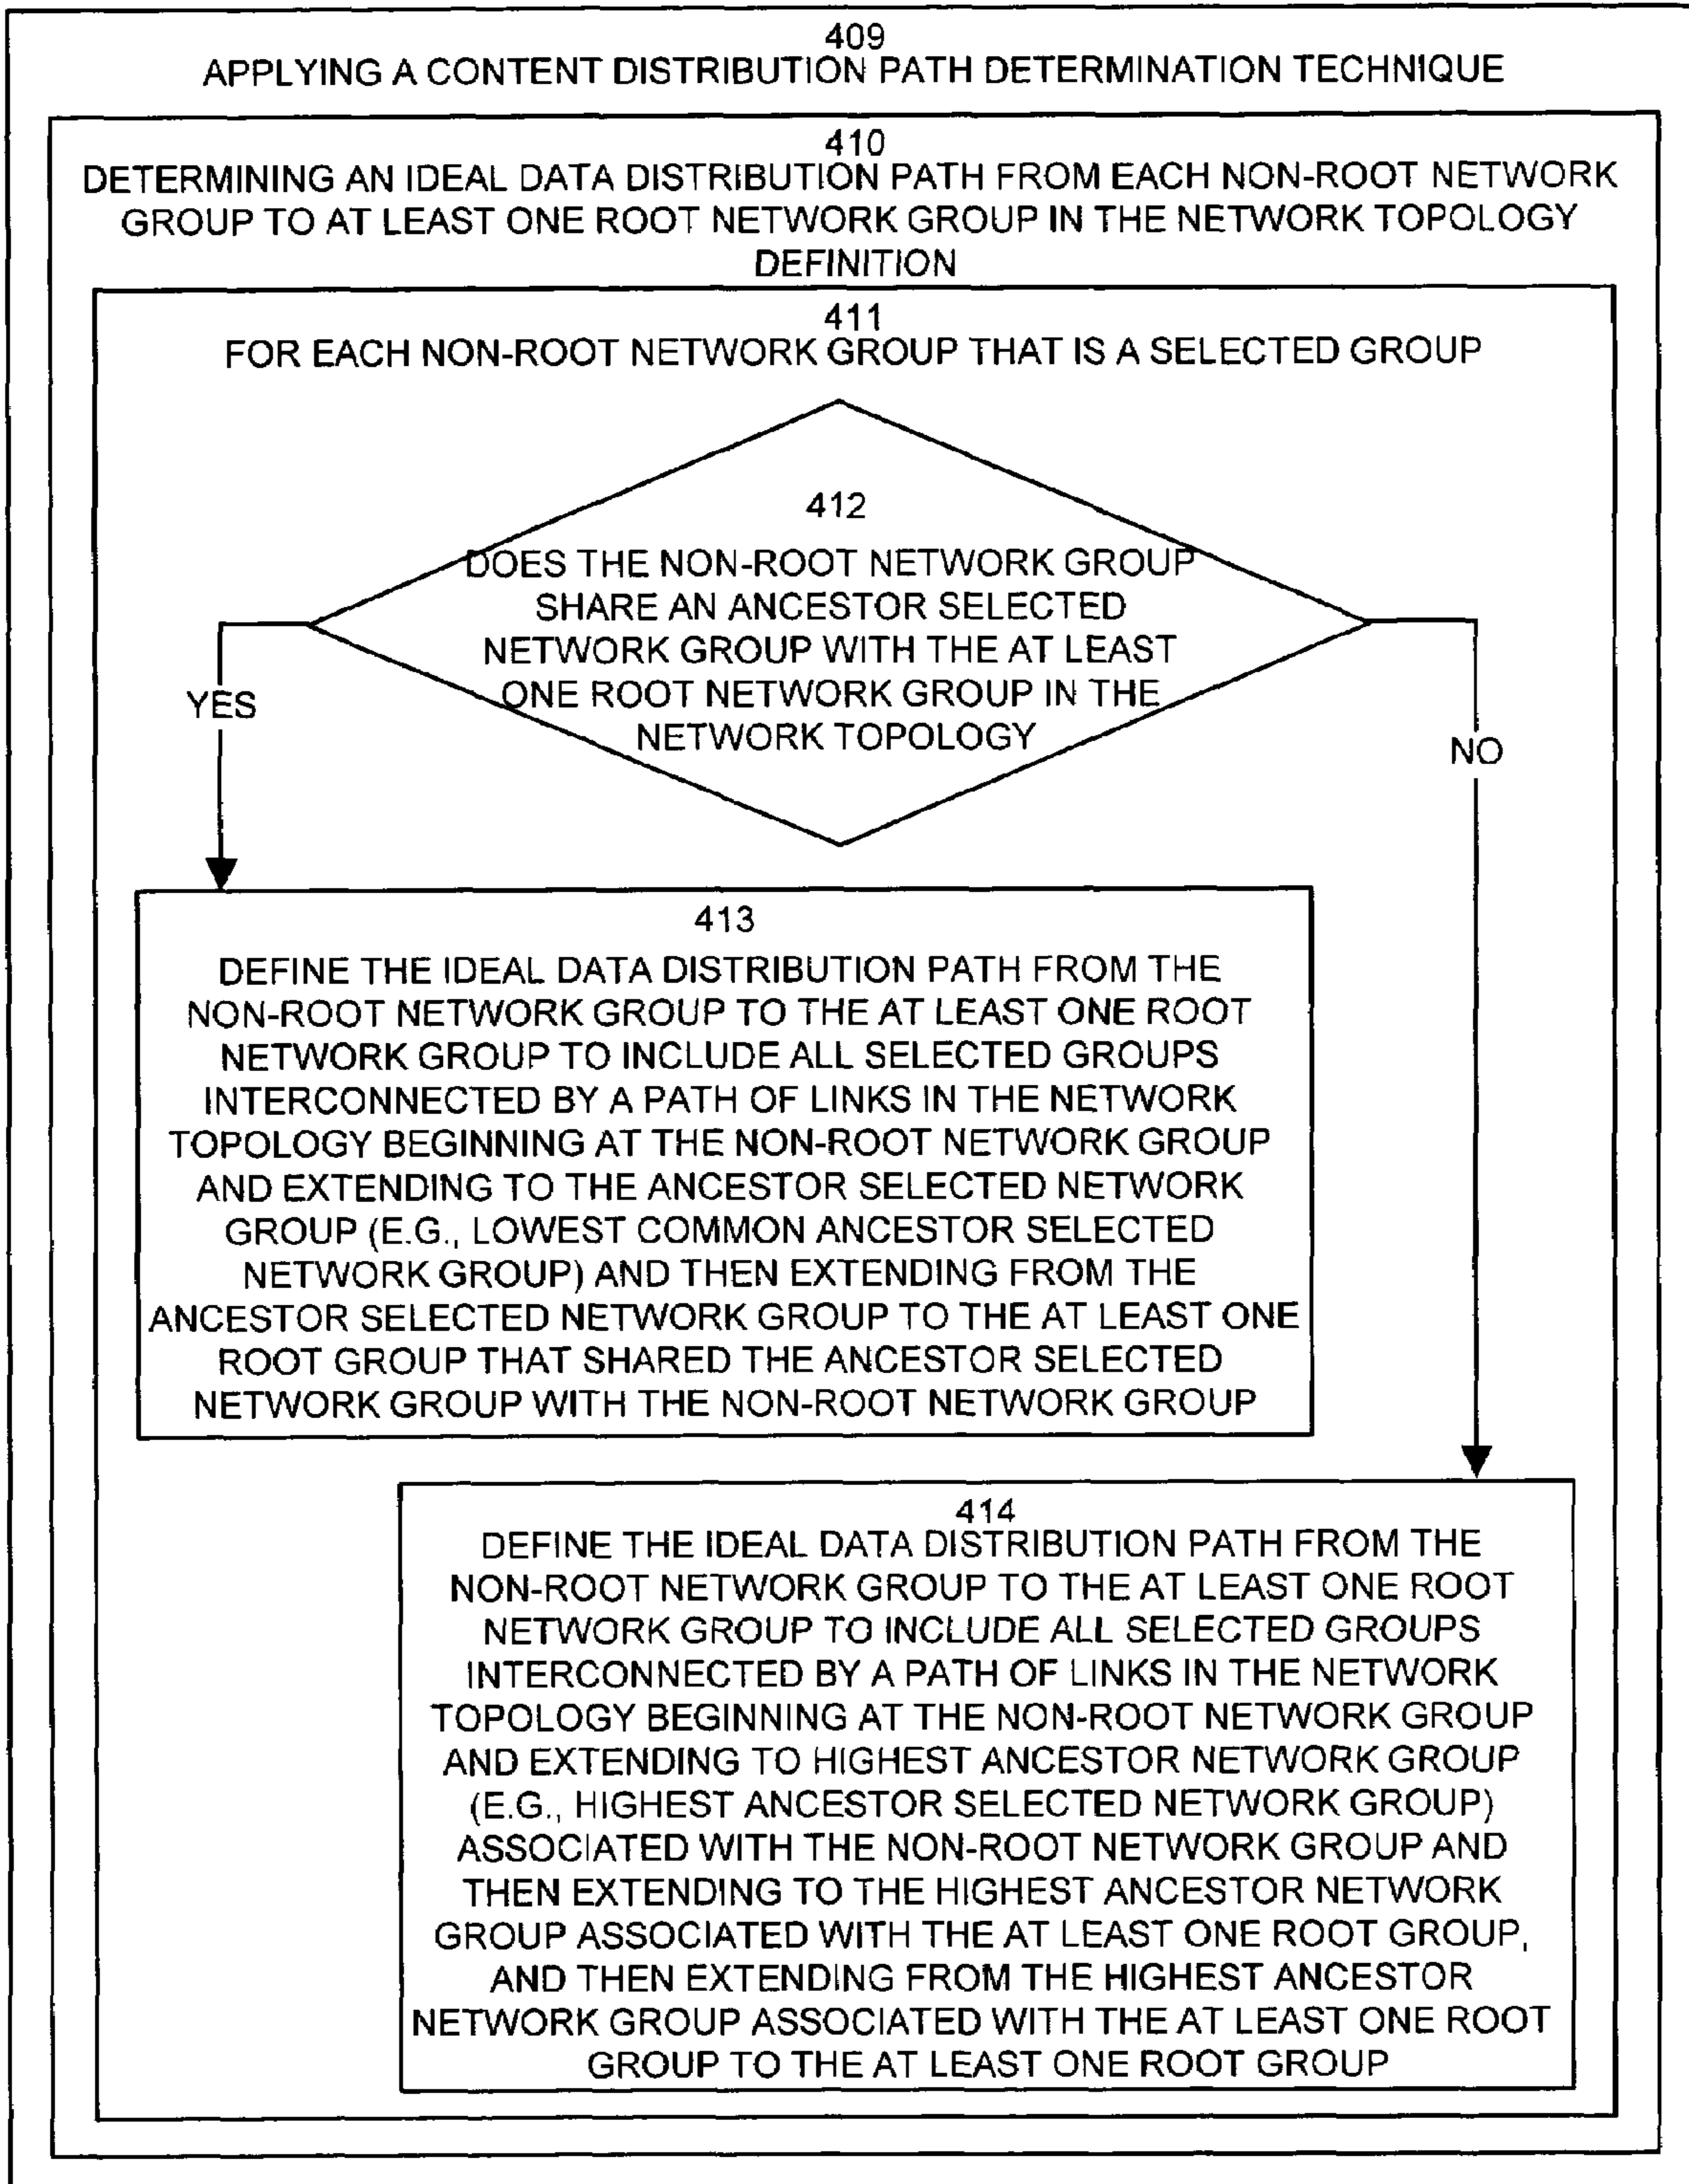 409
APPLYING A CONTENT DISTRIBUTION PATH DETERMINATION TECHNIQUE
410
DETERMINING AN IDEAL DATA DISTRIBUTION PATH FROM EACH NON-ROOT NETWORK
GROUP TO AT LEAST ONE ROOT NETWORK GROUP IN THE NETWORK TOPOLOGY
DEFINITION
411
FOR EACH NON-ROOT NETWORK GROUP THAT IS A SELECTED GROUP
412
DOES THE NON-ROOT NETWORK GROUP
SHARE AN ANCESTOR SELECTED
NETWORK GROUP WITH THE AT LEAST
ONE ROOT NETWORK GROUP IN THE
NETWORK TOPOLOGY
YES
NO
413
DEFINE THE IDEAL DATA DISTRIBUTION PATH FROM THE
NON-ROOT NETWORK GROUP TO THE AT LEAST ONE ROOT
NETWORK GROUP TO INCLUDE ALL SELECTED GROUPS
INTERCONNECTED BY A PATH OF LINKS IN THE NETWORK
TOPOLOGY BEGINNING AT THE NON-ROOT NETWORK GROUP
AND EXTENDING TO THE ANCESTOR SELECTED NETWORK
GROUP (E.G., LOWEST COMMON ANCESTOR SELECTED
NETWORK GROUP) AND THEN EXTENDING FROM THE
ANCESTOR SELECTED NETWORK GROUP TO THE AT LEAST ONE
ROOT GROUP THAT SHARED THE ANCESTOR SELECTED
NETWORK GROUP WITH THE NON-ROOT NETWORK GROUP
414
DEFINE THE IDEAL DATA DISTRIBUTION PATH FROM THE
NON-ROOT NETWORK GROUP TO THE AT LEAST ONE ROOT
NETWORK GROUP TO INCLUDE ALL SELECTED GROUPS
INTERCONNECTED BY A PATH OF LINKS IN THE NETWORK
TOPOLOGY BEGINNING AT THE NON-ROOT NETWORK GROUP
AND EXTENDING TO HIGHEST ANCESTOR NETWORK GROUP
(E.G., HIGHEST ANCESTOR SELECTED NETWORK GROUP)
ASSOCIATED WITH THE NON-ROOT NETWORK GROUP AND
THEN EXTENDING TO THE HIGHEST ANCESTOR NETWORK
GROUP ASSOCIATED WITH THE AT LEAST ONE ROOT GROUP,
AND THEN EXTENDING FROM THE HIGHEST ANCESTOR
NETWORK GROUP ASSOCIATED WITH THE AT LEAST ONE ROOT
GROUP TO THE AT LEAST ONE ROOT GROUP